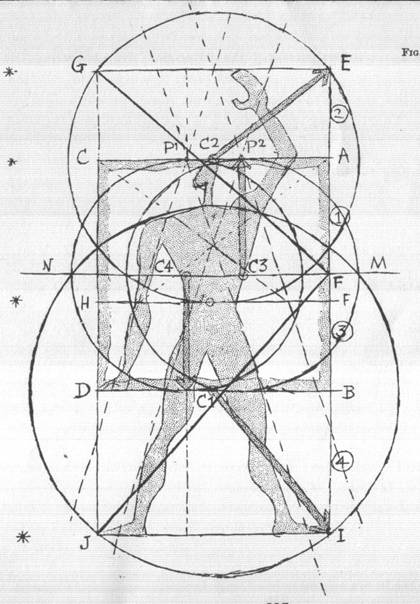 FIG
G E
②
P1 C2 P2
C A
①
N C4 C3 F M
H F
③
D B
C1
④
J I